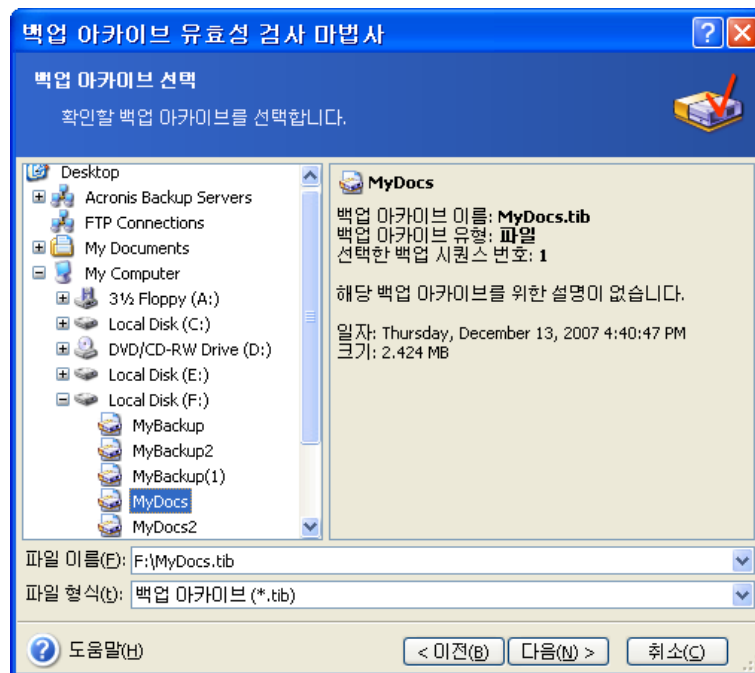 백업 아카이브 유효성 검사 마법사
백업 아카이브 선택
확인할 백업 아카이브를 선택합니다.
Desktop
Acronis Backup Servers
FTP Connections
My Documents
My Computer
3½ Floppy (A:)
Local Disk (C:)
DVD/CD-RW Drive (D:)
Local Disk (E:)
Local Disk (F:)
MyBackup
MyBackup2
MyBackup(1)
MyDocs
MyDocs2
MyDocs
백업 아카이브 이름: MyDocs.tib
백업 아카이브 유형: 파일
선택한 백업 시퀀스 번호: 1
해당 백업 아카이브를 위한 설명이 없습니다.
일자: Thursday, December 13, 2007 4:40:47 PM
크기: 2.424 MB
파일 이름(F): F:\MyDocs.tib
파일 형식(t): 백업 아카이브 (*.tib)
도움말(H)
< 이전(B)
다음(N) >
취소(C)